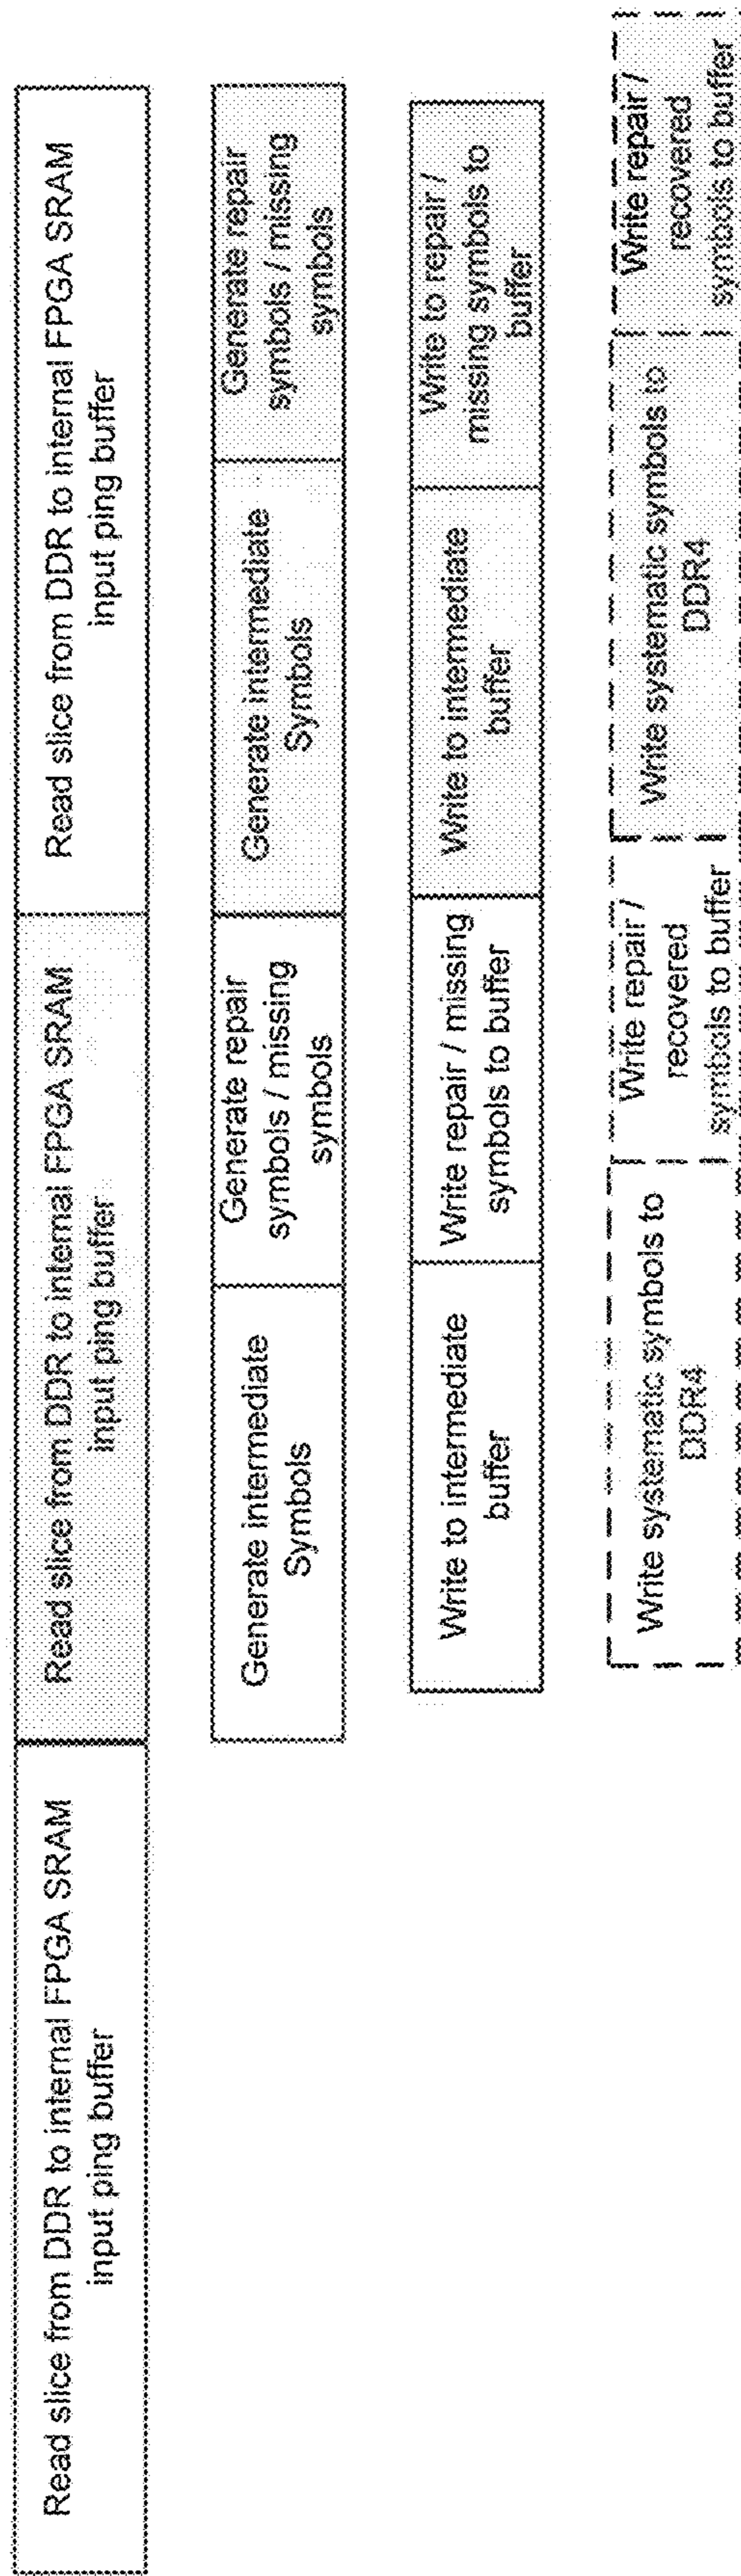 Read slice from DDR to internal FPGA SRAM
input ping buffer
Read slice from DDR to internal FPGA SRAM
input ping buffer
Read slice from DDR to internal FPGA SRAM
input ping buffer
Generate intermediate
Symbols
Generate repair
symbols / missing
symbols
Generate intermediate
Symbols
Generate repair
symbols / missing
symbols
Write to intermediate
buffer
Write repair / missing
symbols to buffer
Write to intermediate
buffer
Write to repair /
missing symbols to
buffer
Write systematic symbols to
DDR4
Write repair /
recovered
symbols to buffer
Write systematic symbols to
DDR4
Write repair /
recovered
symbols to buffer